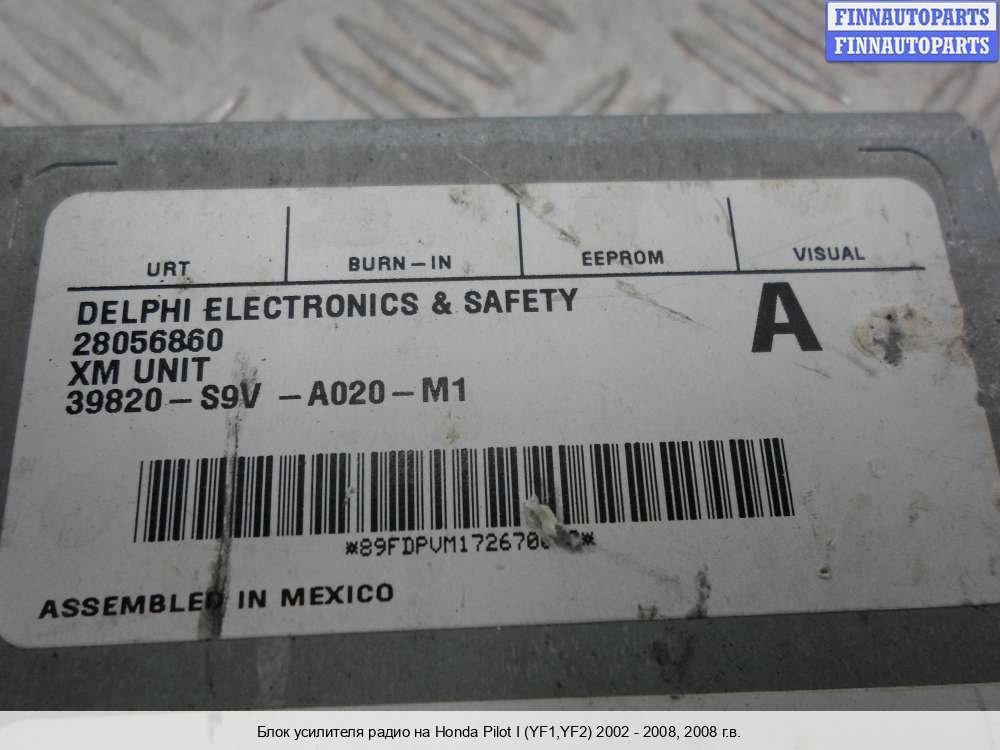 FINNAUTOPARTS
FINNAUTOPARTS
URT BURN-IN EEPROM VISUAL
DELPHI ELECTRONICS & SAFETY
A
28056860
XM UNIT
39820-S9V -A020-M1
ASSEMBLED IN MEXICO
Блок усилителя радио на Honda Pilot I (YF1,YF2) 2002 - 2008, 2008 г.в.